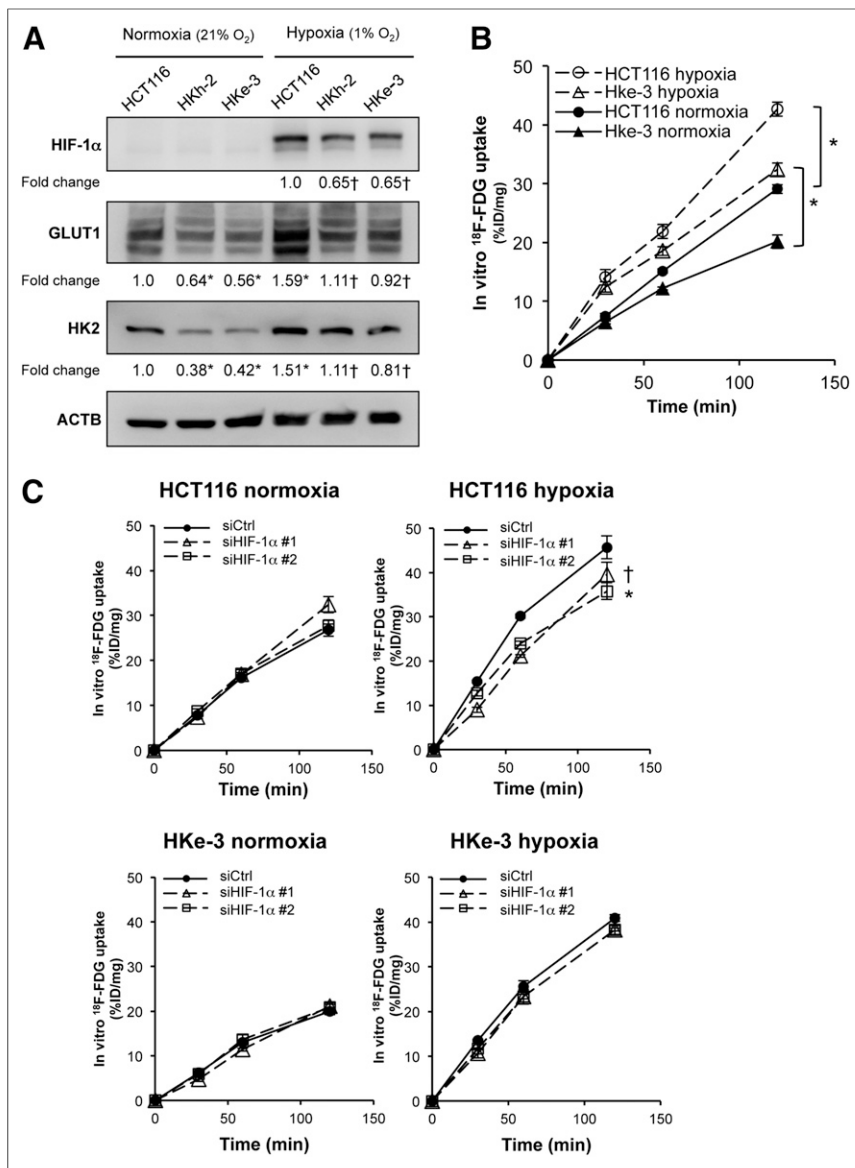 A
Normoxia (21% O₂) Hypoxia (1% O₂)
HCT116 HKh-2 HKe-3 HCT116 HKh-2 HKe-3
HIF-1α
Fold change 1.0 0.65† 0.65†
GLUT1
Fold change 1.0 0.64* 0.56* 1.59* 1.11† 0.92†
HK2
Fold change 1.0 0.38* 0.42* 1.51* 1.11† 0.81†
ACTB
B
In vitro ¹⁸F-FDG uptake
(%ID/mg)
50
40
30
20
10
0
HCT116 hypoxia
Hke-3 hypoxia
HCT116 normoxia
Hke-3 normoxia
*
*
0 50 100 150
Time (min)
C
HCT116 normoxia
In vitro ¹⁸F-FDG uptake
(%ID/mg)
50
40
30
20
10
0
siCtrl
siHIF-1α #1
siHIF-1α #2
0 50 100 150
Time (min)
HCT116 hypoxia
In vitro ¹⁸F-FDG uptake
(%ID/mg)
50
40
30
20
10
0
siCtrl
siHIF-1α #1
siHIF-1α #2
†
*
0 50 100 150
Time (min)
HKe-3 normoxia
In vitro ¹⁸F-FDG uptake
(%ID/mg)
50
40
30
20
10
0
siCtrl
siHIF-1α #1
siHIF-1α #2
0 50 100 150
Time (min)
HKe-3 hypoxia
In vitro ¹⁸F-FDG uptake
(%ID/mg)
50
40
30
20
10
0
siCtrl
siHIF-1α #1
siHIF-1α #2
0 50 100 150
Time (min)